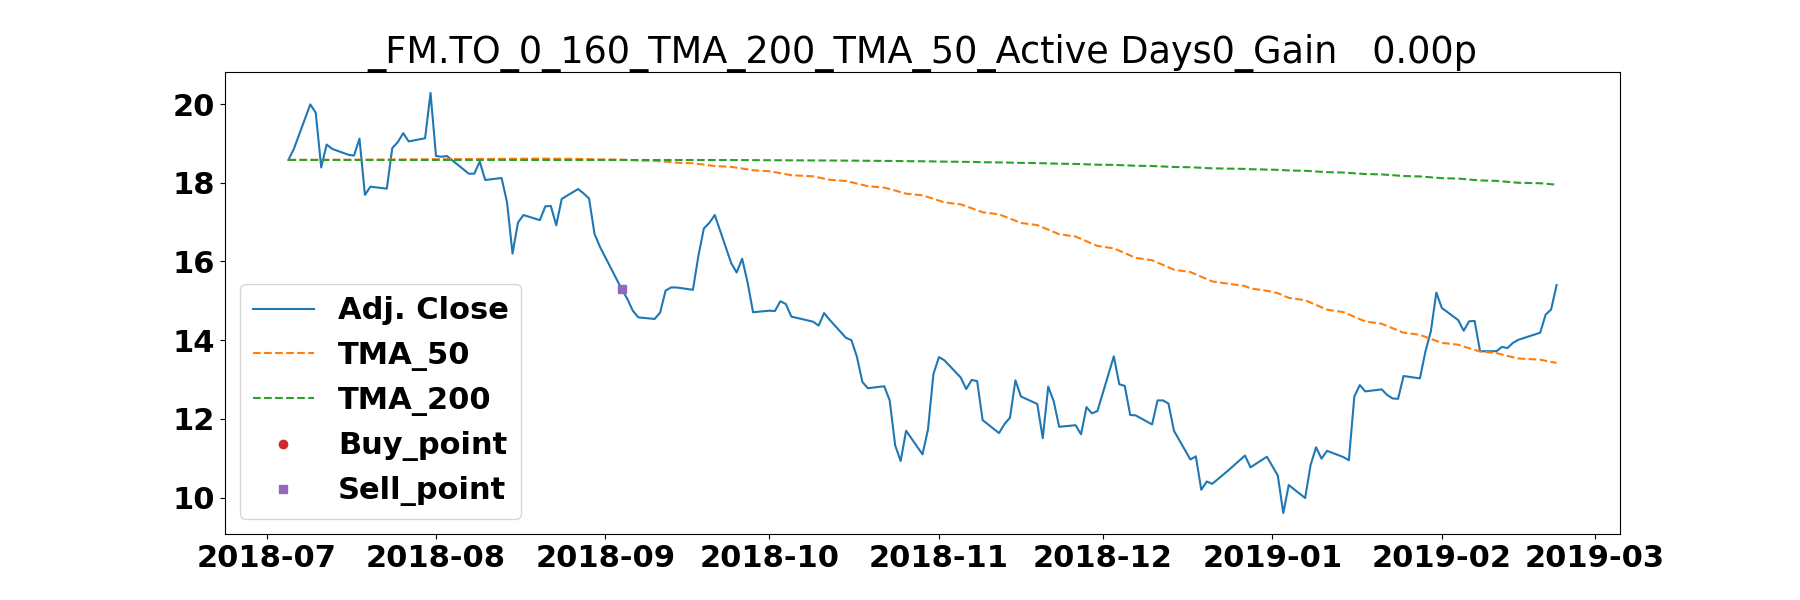 _FM.TO_0_160_TMA_200_TMA_50_Active Days0_Gain   0.00p
20
18
16
14
12
10
Adj. Close
TMA_50
TMA_200
Buy_point
Sell_point
2018-07 2018-08 2018-09 2018-10 2018-11 2018-12 2019-01 2019-02 2019-03